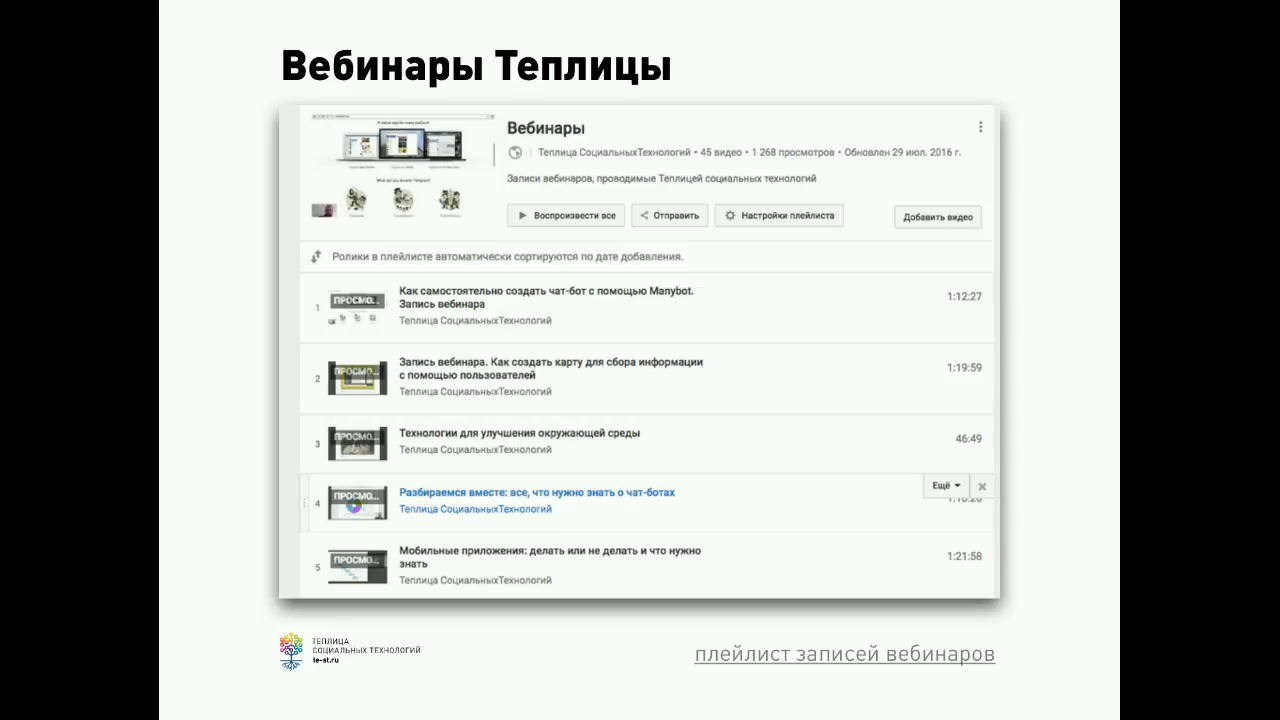 Вебинары Теплицы
Вебинары
Теплица СоциальныхТехнологий • 45 видео • 1 268 просмотров • Обновлен 29 июл. 2016 г.
Записи вебинаров, проводимые Теплицей социальных технологий
Воспроизвести все
Отправить
Настройки плейлиста
Добавить видео
Ролики в плейлисте автоматически сортируются по дате добавления.
1
ПРОСМО...
Как самостоятельно создать чат-бот с помощью Manybot.
Запись вебинара
Теплица СоциальныхТехнологий
1:12:27
2
ПРОСМО...
Запись вебинара. Как создать карту для сбора информации
с помощью пользователей
Теплица СоциальныхТехнологий
1:19:59
3
ПРОСМО...
Технологии для улучшения окружающей среды
Теплица СоциальныхТехнологий
46:49
4
ПРОСМО...
Разбираемся вместе: все, что нужно знать о чат-ботах
Теплица СоциальныхТехнологий
Ещё
5
ПРОСМО...
Мобильные приложения: делать или не делать и что нужно
знать
Теплица СоциальныхТехнологий
1:21:58
ТЕПЛИЦА
СОЦИАЛЬНЫХ ТЕХНОЛОГИЙ
te-st.ru
плейлист записей вебинаров